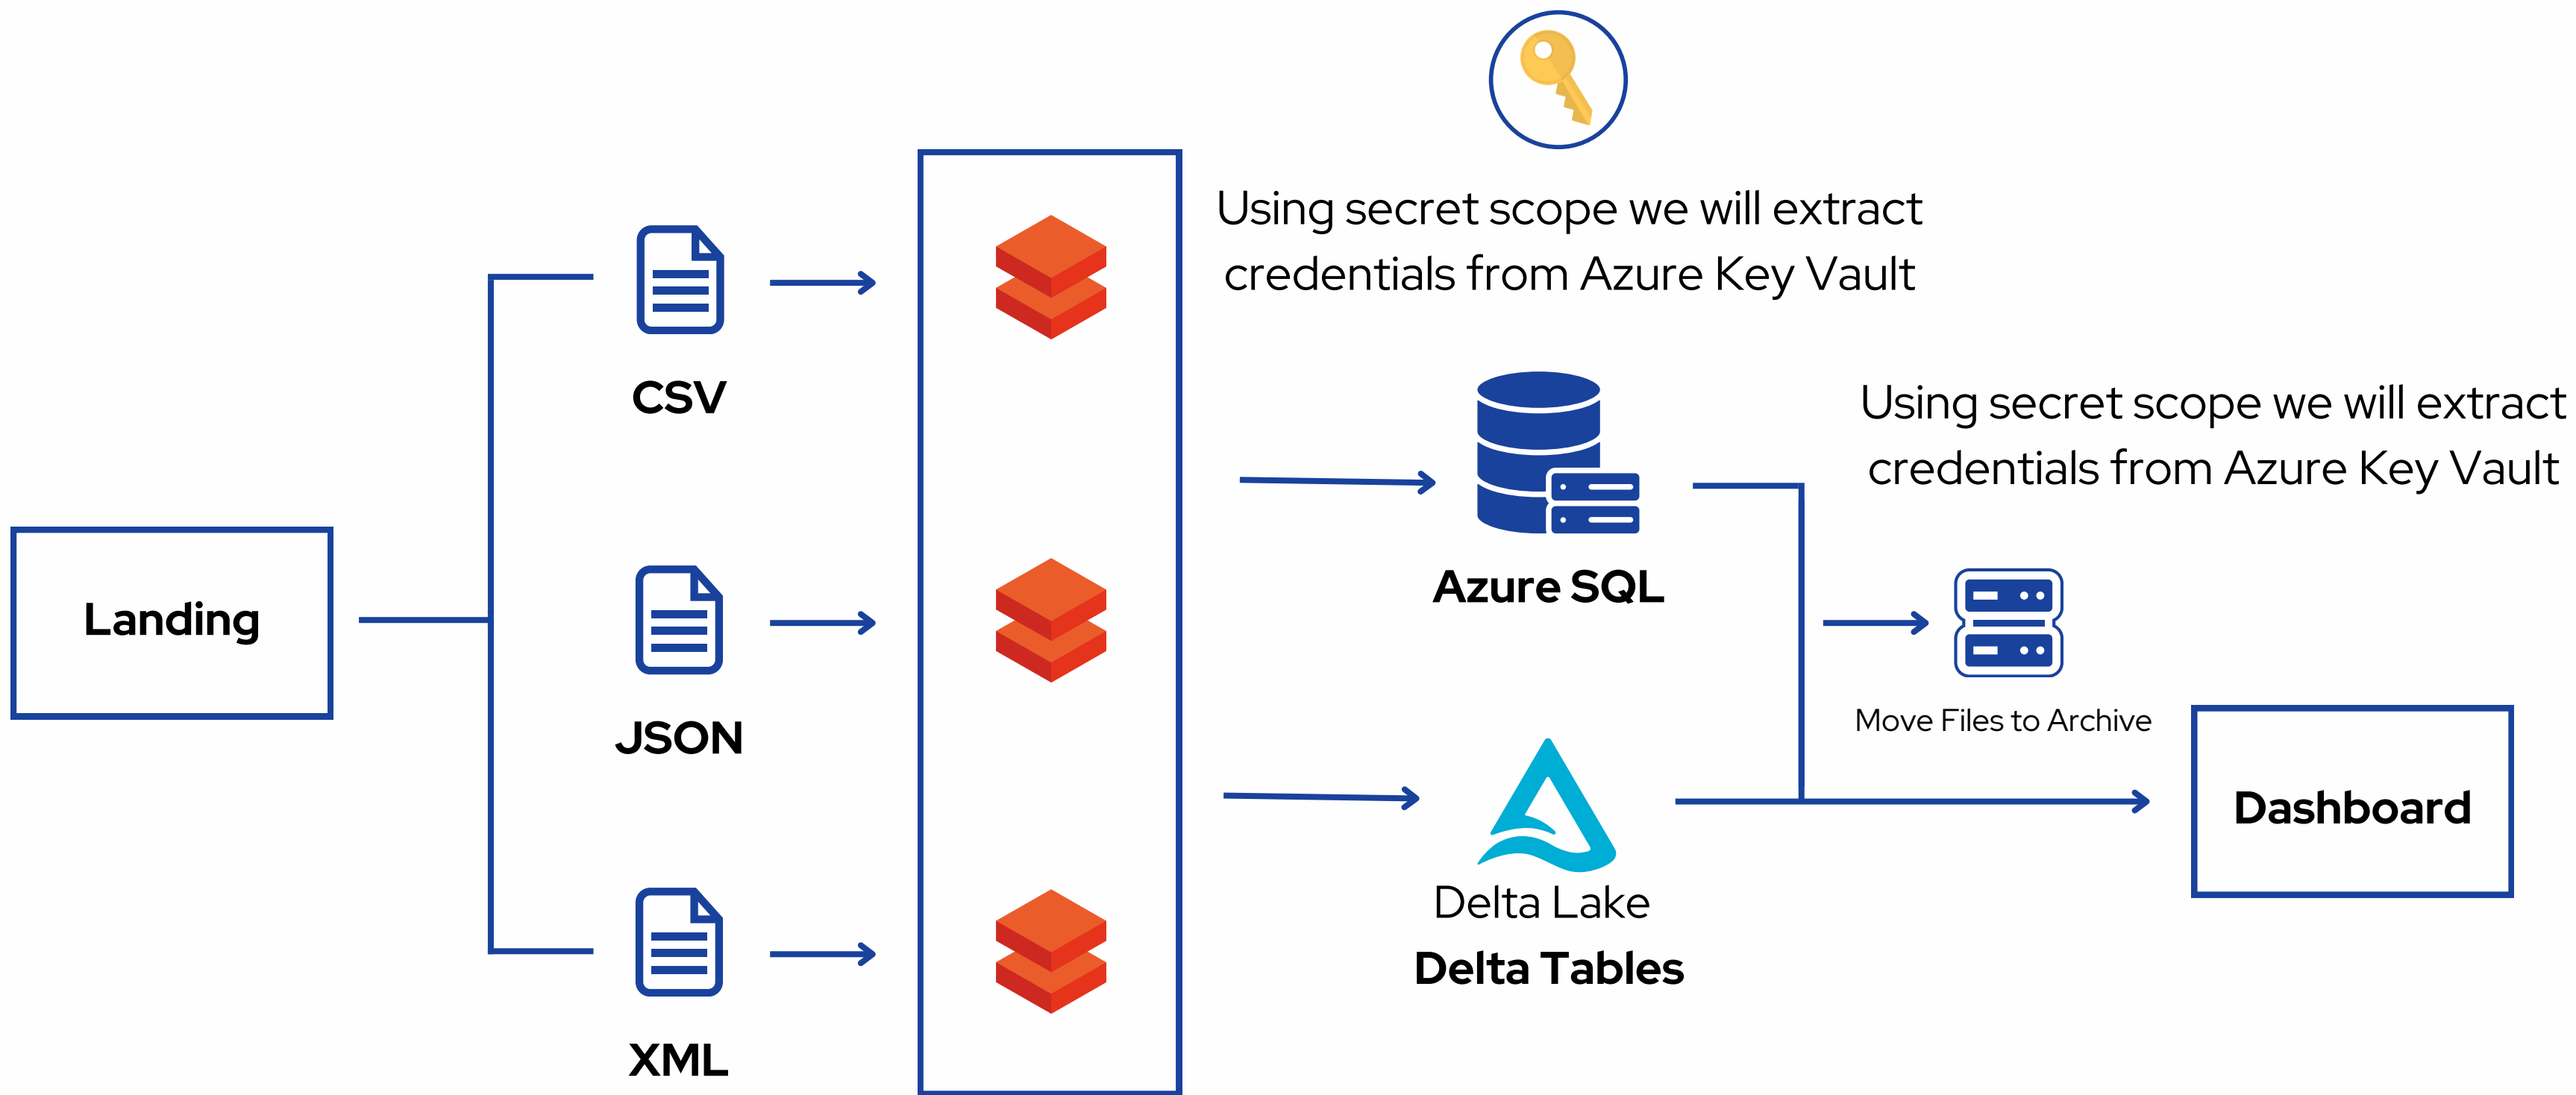 Using secret scope we will extract
credentials from Azure Key Vault
CSV
Using secret scope we will extract
credentials from Azure Key Vault
Landing
Azure SQL
JSON
Move Files to Archive
Dashboard
Delta Lake
Delta Tables
XML